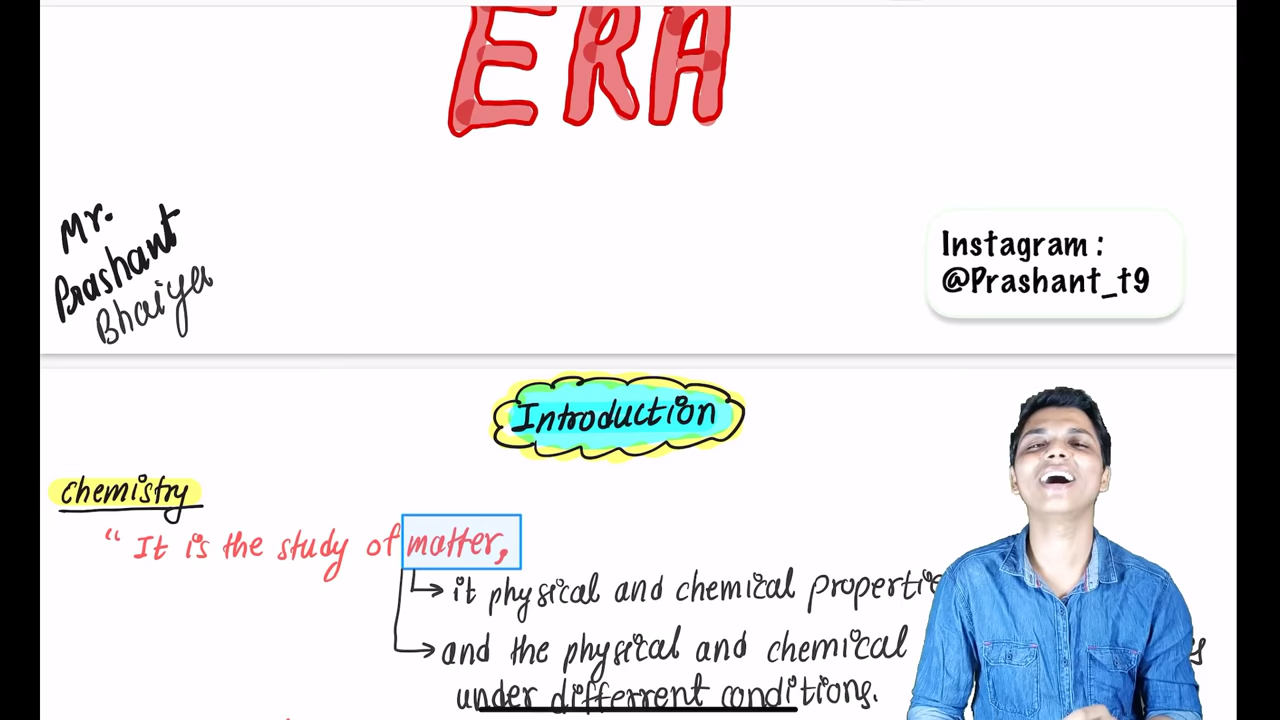 ERA
Mr.
Prashant
Bhaiya
Instagram :
@Prashant_t9
Introduction
Chemistry
“ It is the study of matter,
it physical and chemical
and the physical and chemical
under differrent conditions.